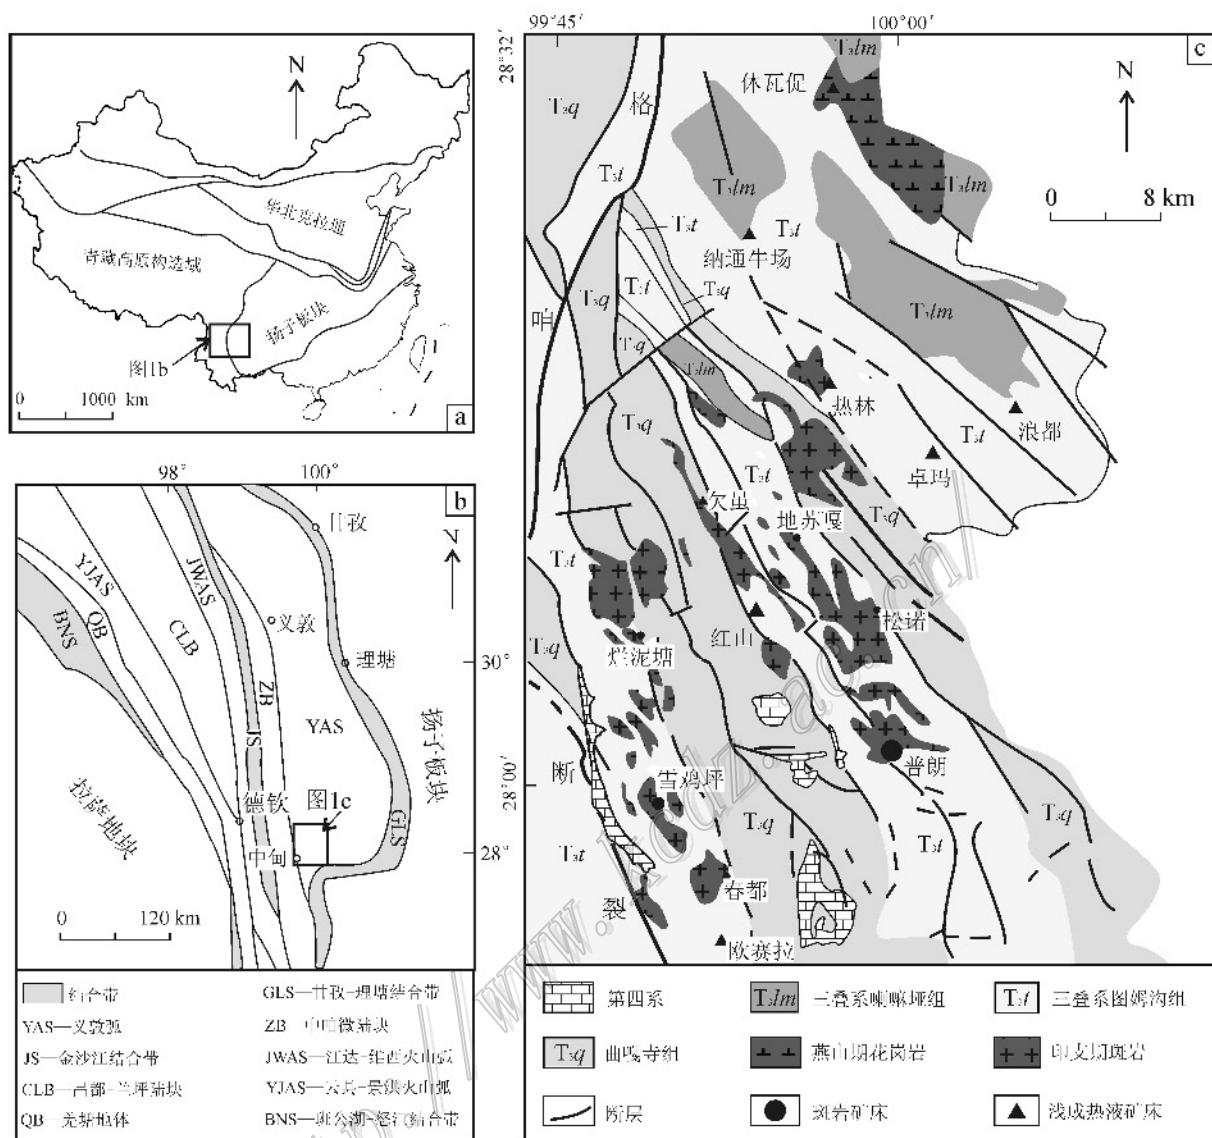 N
华北克拉通
青藏高原构造域
扬子板块
图1b
0 1000 km
a
98° 100°
b
N
甘孜
YJAS
JWAS
BNS
QB
CLB
义敦
理塘
30°
ZB
YAS
JS
扬子板块
拉萨地块
德钦
图1c
GLS
中甸
28°
0 120 km
结合带
GLS—甘孜-理塘结合带
YAS—义敦弧
ZB—中咱微陆块
JS—金沙江结合带
JWAS—江达-维西火山弧
CLB—昌都-兰坪陆块
YJAS—云县-景洪火山弧
QB—羌塘地体
BNS—班公湖-怒江结合带
99°45′ 100°00′
28°32′
c
T₃lm
休瓦促
N
格
T₃q
T₃t
T₃lm
T₃lm
0 8 km
T₃t
T₃t
纳通牛场
T₃q
T₃q
T₃t
T₃lm
咱
T₃q
T₃lm
热林
T₃q
T₃t
浪都
卓玛
T₃t
欠虽
地苏嘎
T₃q
T₃t
松诺
红山
烂泥塘
T₃q
断
普朗
28°00′
雪鸡坪
T₃q
T₃q
T₃t
T₃t
春都
裂
Q
欧赛拉
第四系
T₃lm 三叠系喇嘛垭组
T₃t 三叠系图姆沟组
T₃q 曲嘎寺组
燕山期花岗岩
印支期斑岩
断层
斑岩矿床
浅成热液矿床
http://www.kcdz.ac.cn/